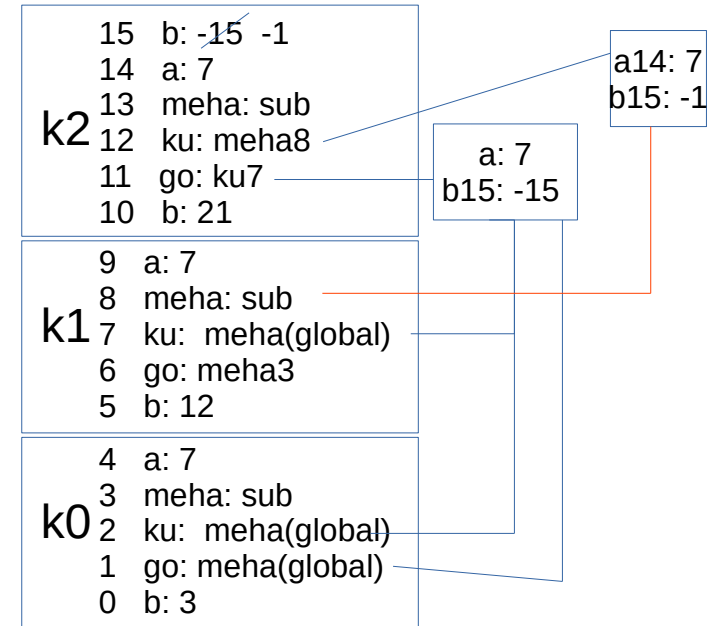 k2
15 b: -15 -1
14 a: 7
13 meha: sub
12 ku: meha8
11 go: ku7
10 b: 21
a14: 7
b15: -1
a: 7
b15: -15
k1
9 a: 7
8 meha: sub
7 ku: meha(global)
6 go: meha3
5 b: 12
k0
4 a: 7
3 meha: sub
2 ku: meha(global)
1 go: meha(global)
0 b: 3